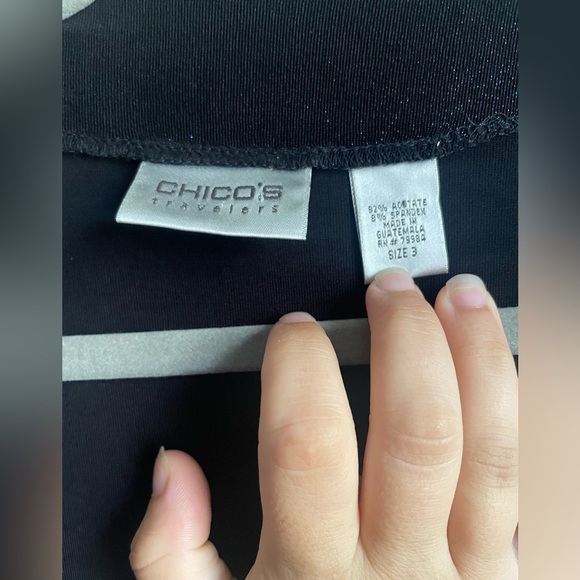 CHICO'S
travelers
92% ACETATE
8% SPANDEX
MADE IN
GUATEMALA
RN# 79984
SIZE 3